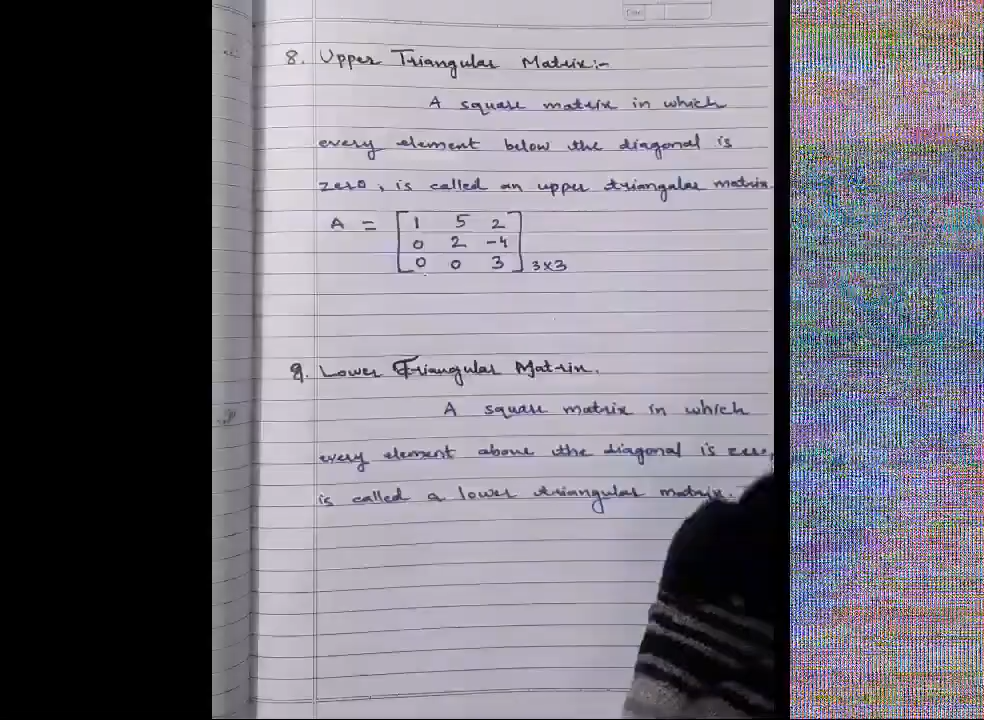 8. Upper Triangular Matrix:-
A square matrix in which
every element below the diagonal is
zero, is called an upper triangular matrix.
A = [1 5 2
0 2 -4
0 0 3] 3x3
9. Lower Triangular Matrix.
A square matrix in which
every element above the diagonal is zero,
is called a lower triangular matrix.